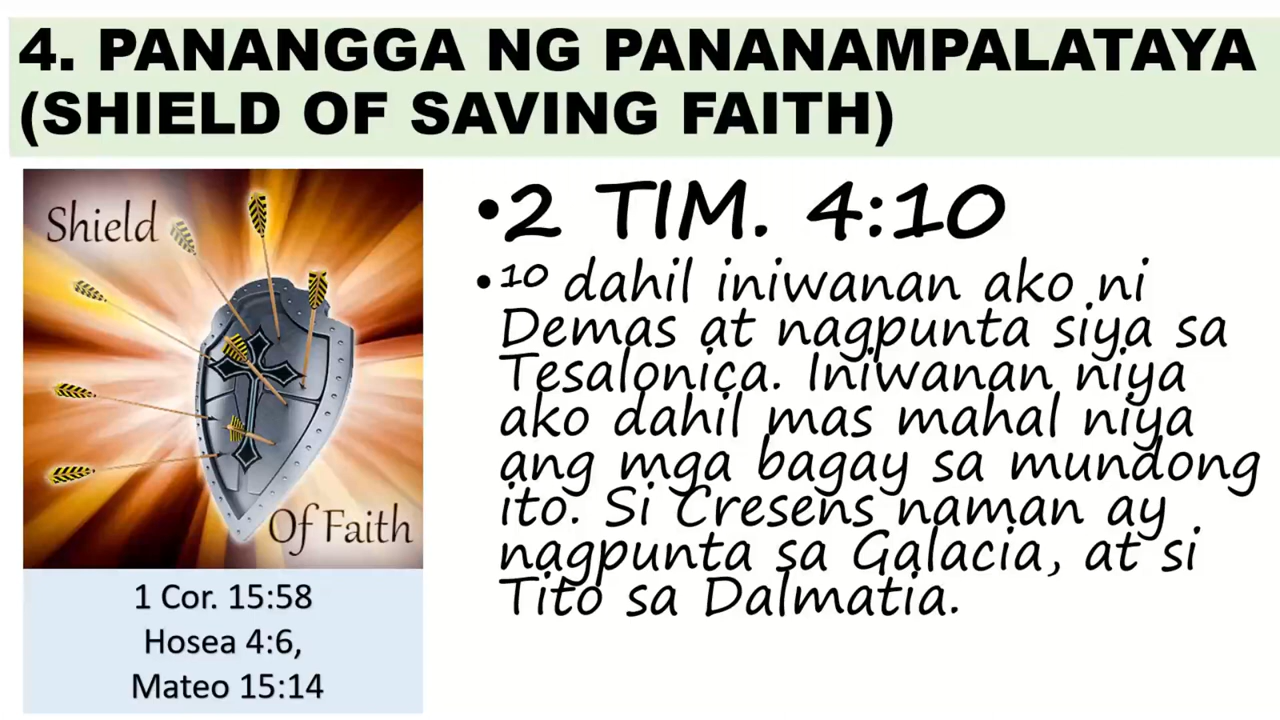 4. PANANGGA NG PANANAMPALATAYA
(SHIELD OF SAVING FAITH)
Shield
Of Faith
1 Cor. 15:58
Hosea 4:6,
Mateo 15:14
•2 TIM. 4:10
•¹⁰ dahil iniwanan ako ni
Demas at nagpunta siya sa
Tesalonica. Iniwanan niya
ako dahil mas mahal niya
ang mga bagay sa mundong
ito. Si Cresens naman ay
nagpunta sa Galacia, at si
Tito sa Dalmatia.